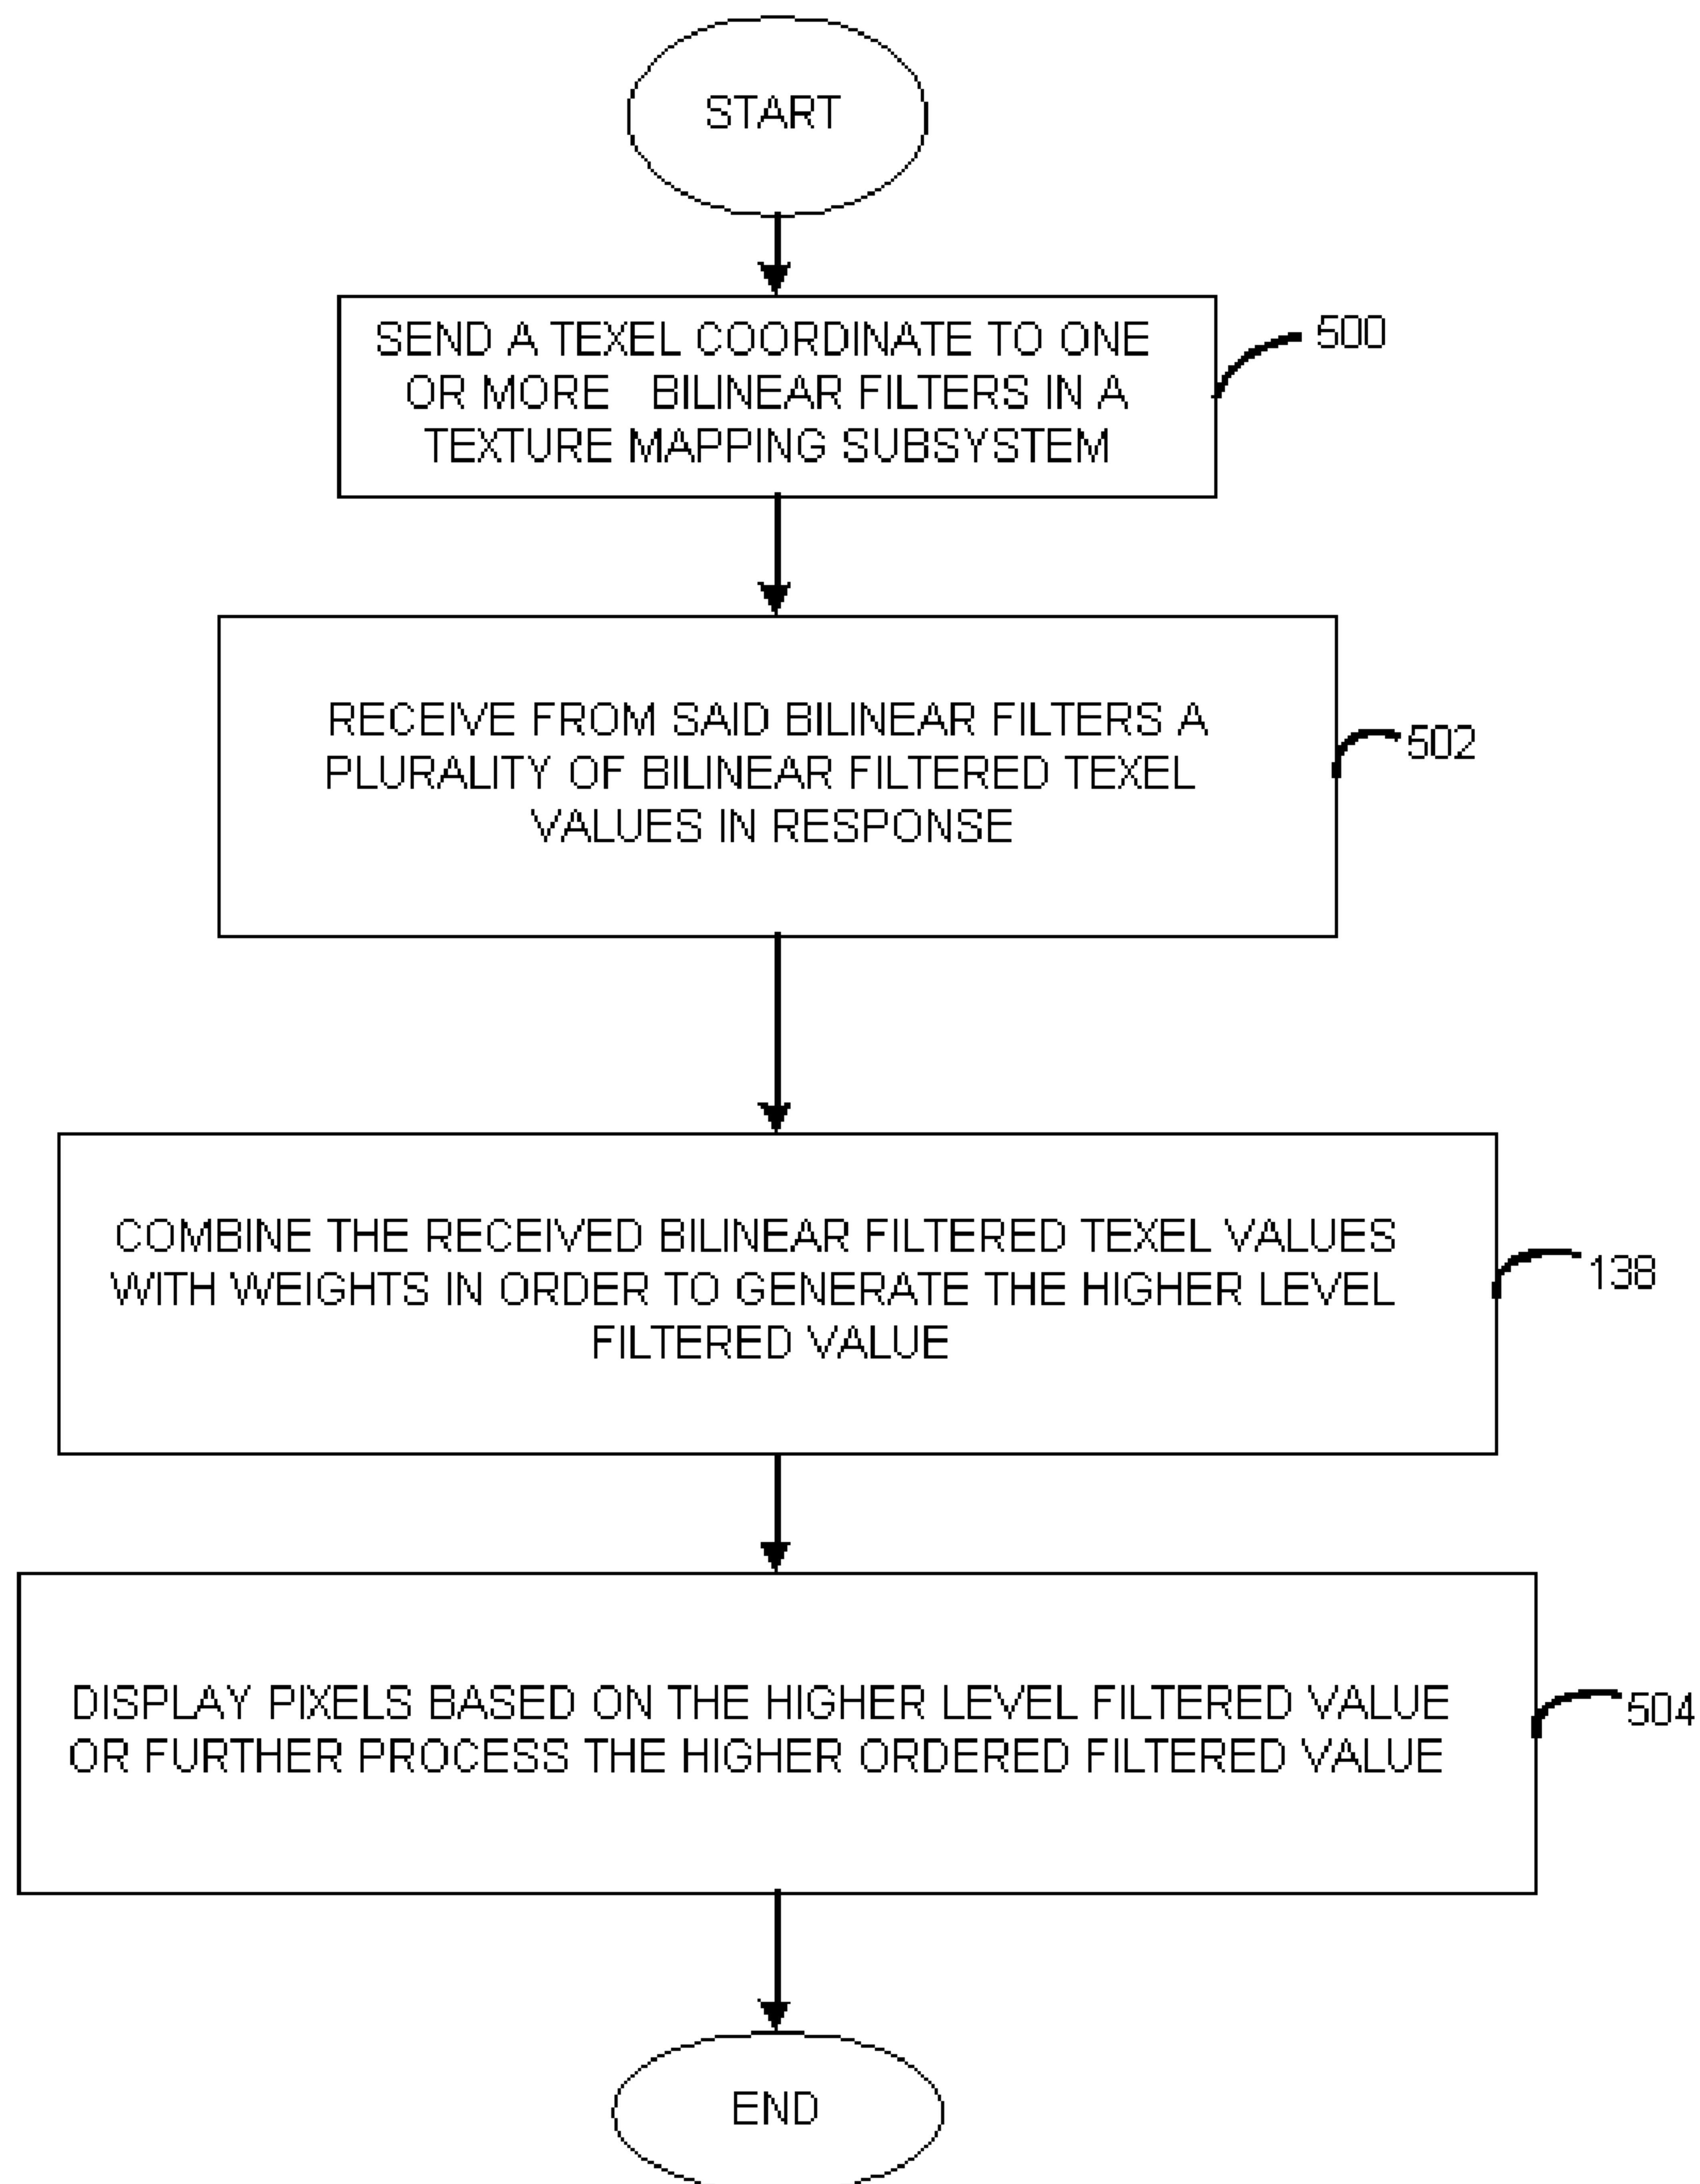 START
SEND A TEXEL COORDINATE TO ONE
OR MORE BILINEAR FILTERS IN A
TEXTURE MAPPING SUBSYSTEM
500
RECEIVE FROM SAID BILINEAR FILTERS A
PLURALITY OF BILINEAR FILTERED TEXEL
VALUES IN RESPONSE
502
COMBINE THE RECEIVED BILINEAR FILTERED TEXEL VALUES
WITH WEIGHTS IN ORDER TO GENERATE THE HIGHER LEVEL
FILTERED VALUE
138
DISPLAY PIXELS BASED ON THE HIGHER LEVEL FILTERED VALUE
OR FURTHER PROCESS THE HIGHER ORDERED FILTERED VALUE
504
END